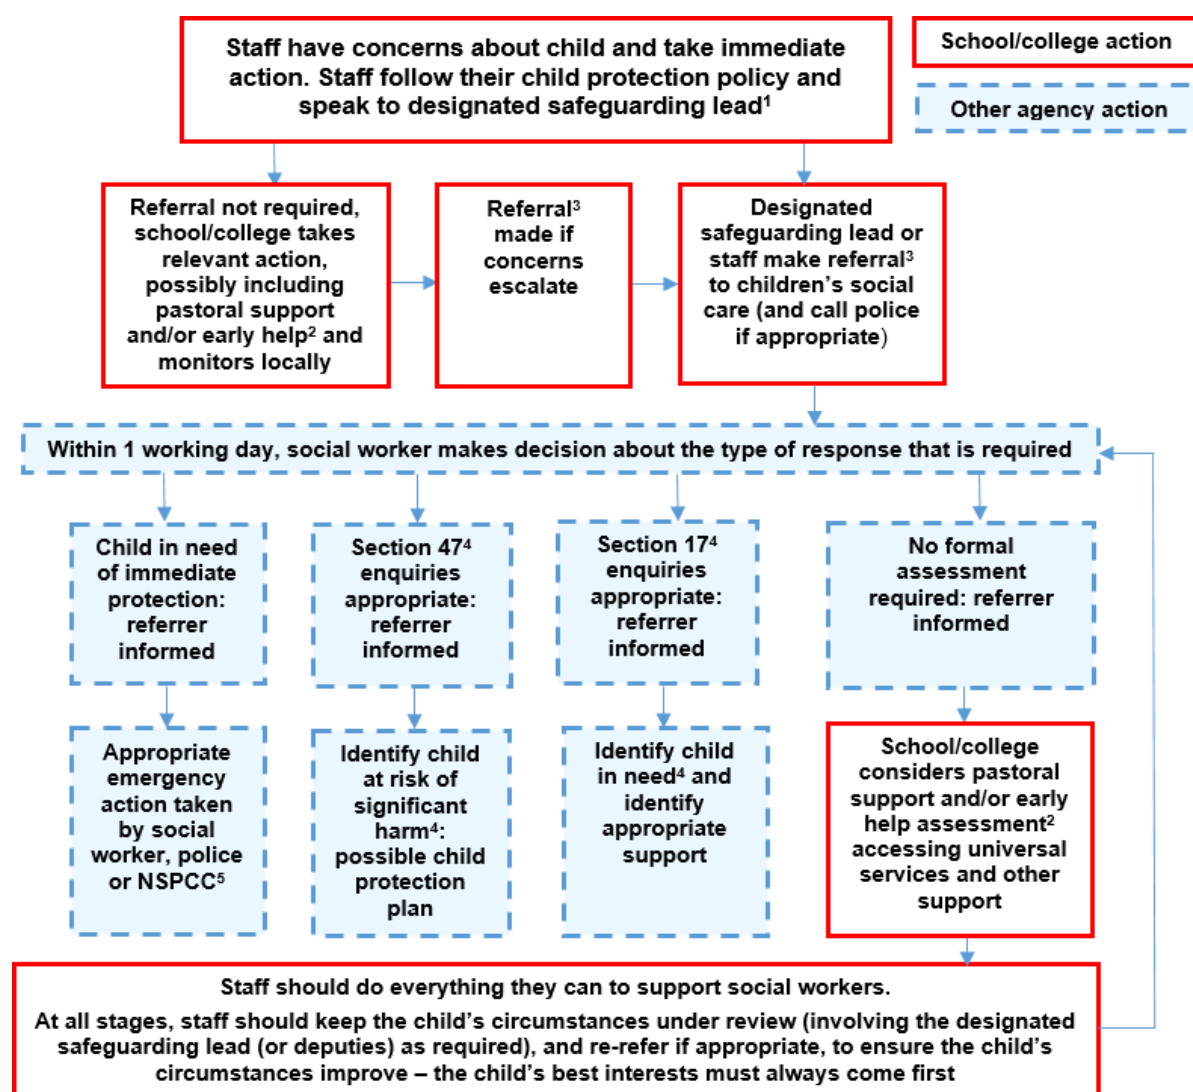 Staff have concerns about child and take immediate
action. Staff follow their child protection policy and
speak to designated safeguarding lead¹
School/college action
Other agency action
Referral not required,
school/college takes
relevant action,
possibly including
pastoral support
and/or early help² and
monitors locally
Referral³
made if
concerns
escalate
Designated
safeguarding lead or
staff make referral³
to children’s social
care (and call police
if appropriate)
Within 1 working day, social worker makes decision about the type of response that is required
Child in need
of immediate
protection:
referrer
informed
Section 47⁴
enquiries
appropriate:
referrer
informed
Section 17⁴
enquiries
appropriate:
referrer
informed
No formal
assessment
required: referrer
informed
Appropriate
emergency
action taken
by social
worker, police
or NSPCC⁵
Identify child
at risk of
significant
harm⁴:
possible child
protection
plan
Identify child
in need⁴ and
identify
appropriate
support
School/college
considers pastoral
support and/or early
help assessment²
accessing universal
services and other
support
Staff should do everything they can to support social workers.
At all stages, staff should keep the child’s circumstances under review (involving the designated
safeguarding lead (or deputies) as required), and re-refer if appropriate, to ensure the child’s
circumstances improve – the child’s best interests must always come first